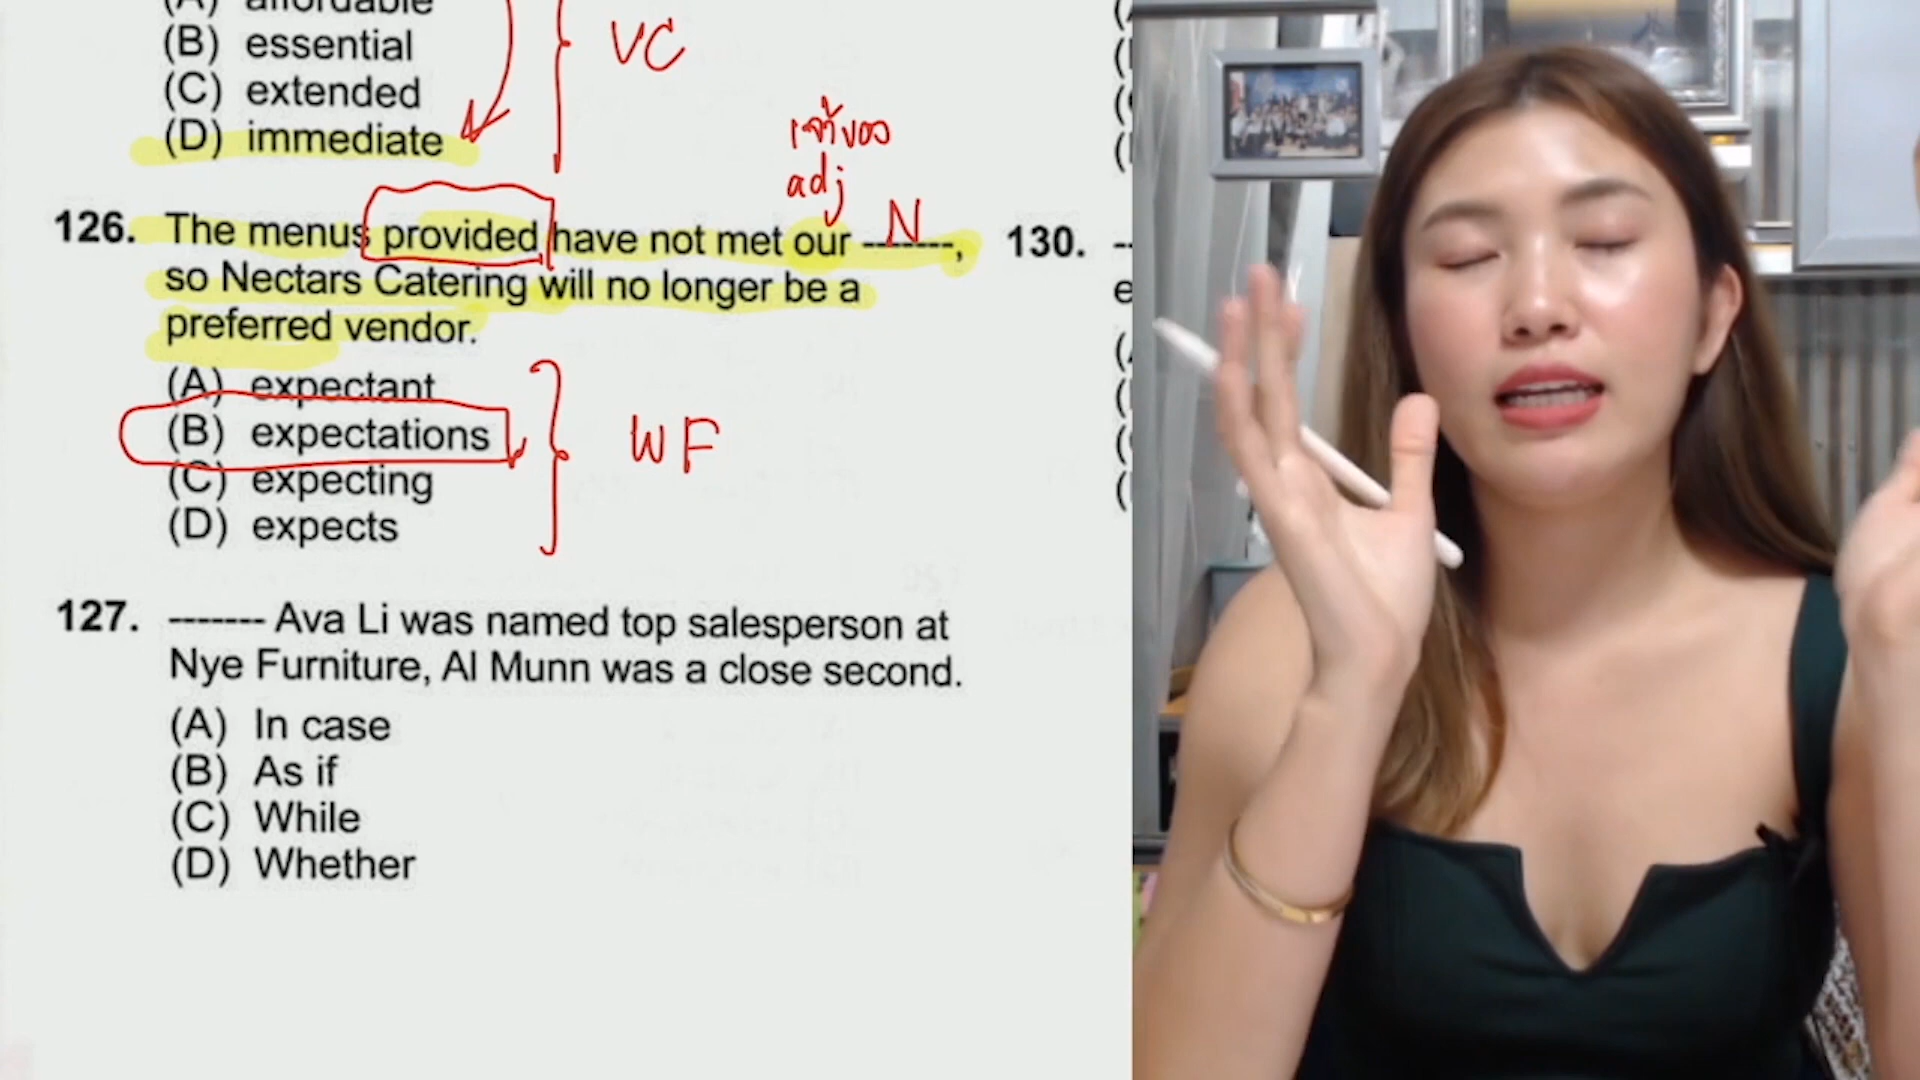 (A) affordable
(B) essential
(C) extended
(D) immediate
VC
เจ้าของ
adj
N
126. The menus provided have not met our -------,
so Nectars Catering will no longer be a
preferred vendor.
(A) expectant
(B) expectations
(C) expecting
(D) expects
WF
127. ------- Ava Li was named top salesperson at
Nye Furniture, Al Munn was a close second.
(A) In case
(B) As if
(C) While
(D) Whether
130. --
e